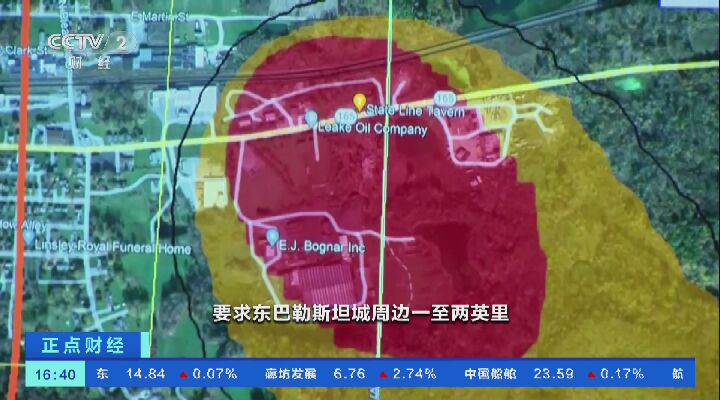 E Martin St
Clark St
CCTV 2
财经
165
State Line Tavern
165
Leake Oil Company
Linsley Royal Funeral Home
E.J. Bognar Inc
要求东巴勒斯坦城周边一至两英里
正点财经
16:40 东 14.84 ▲ 0.07% 廊坊发展 6.76 ▲ 2.74% 中国船舶 23.59 ▲ 0.17% 航